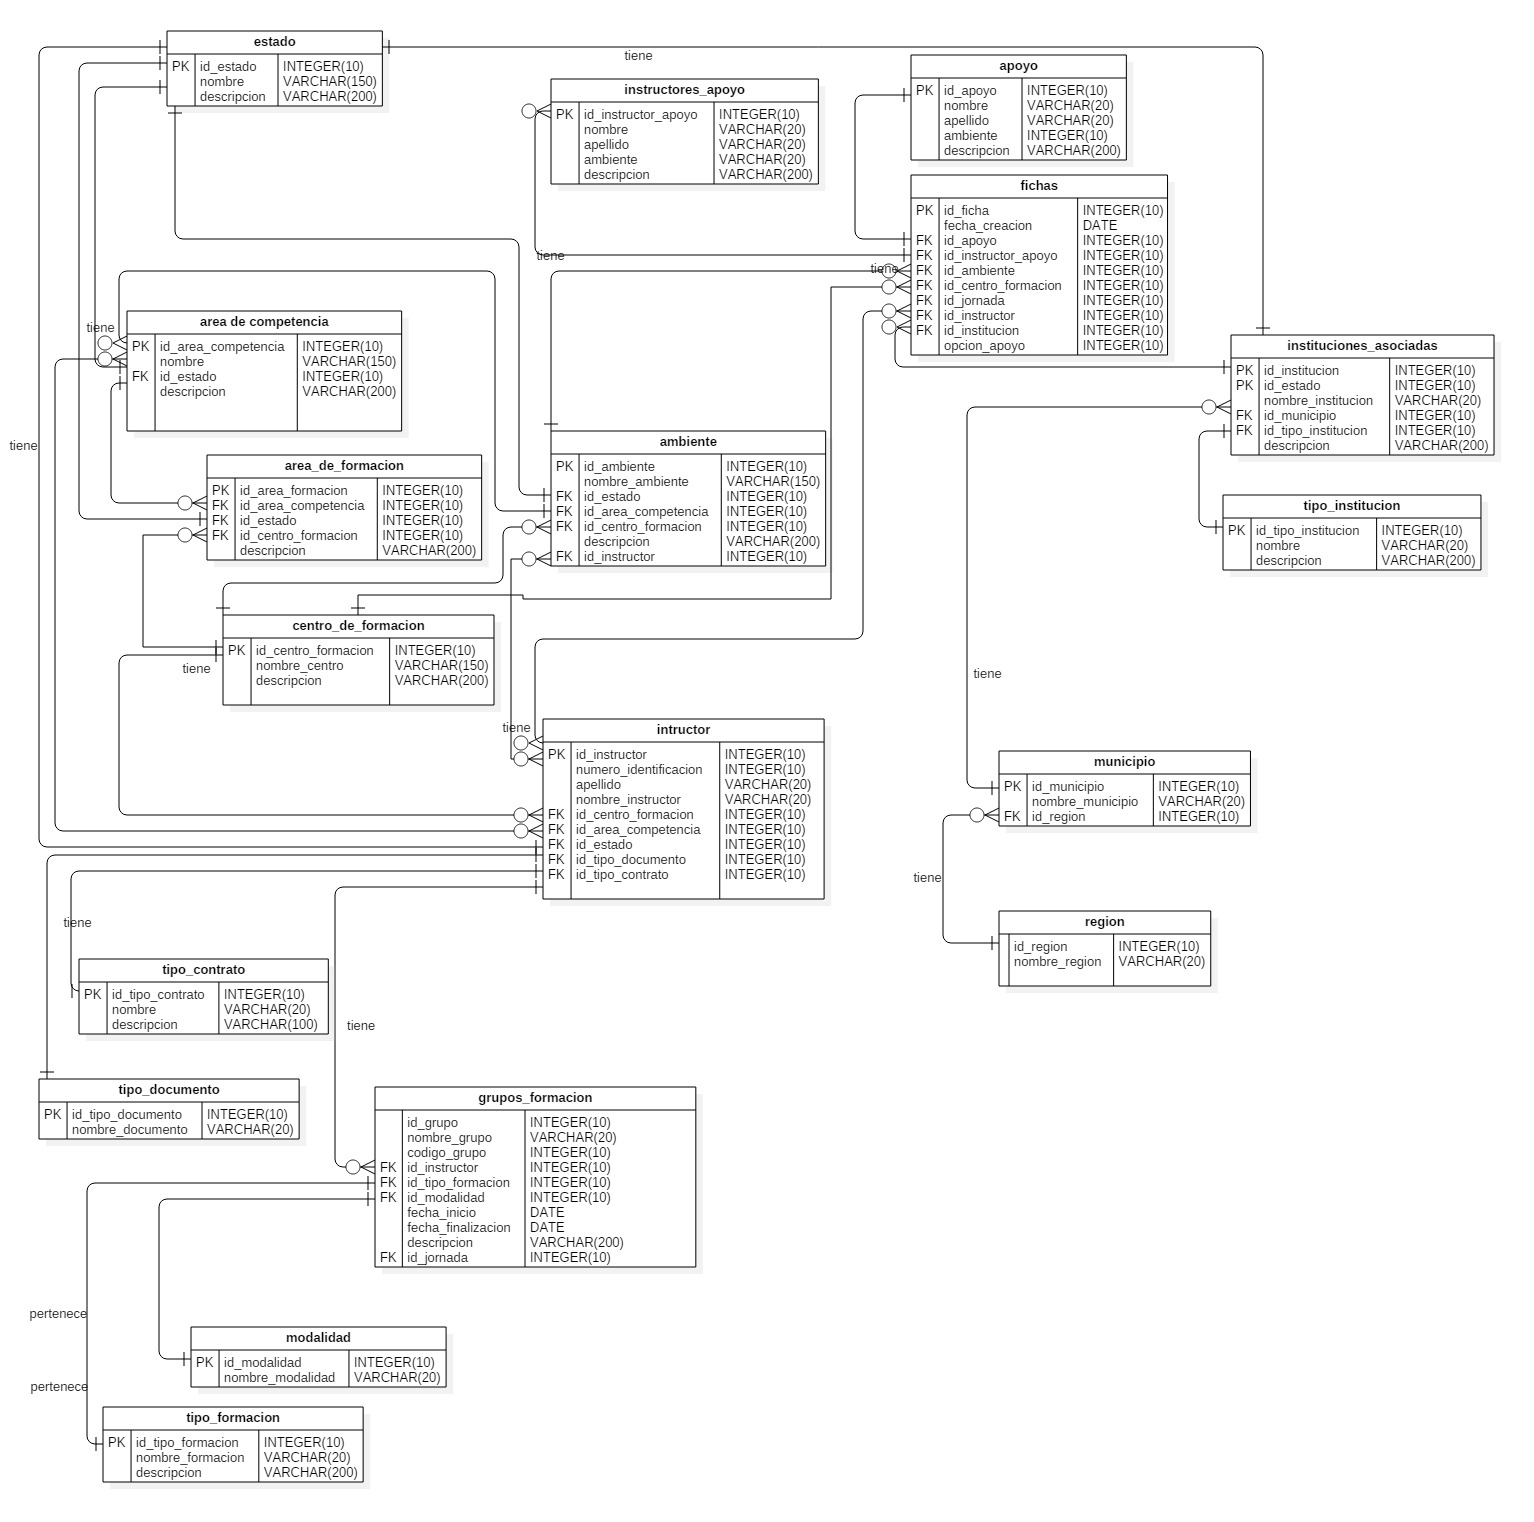 estado
PK id_estado INTEGER(10)
nombre VARCHAR(150)
descripcion VARCHAR(200)
tiene
instructores_apoyo
PK id_instructor_apoyo INTEGER(10)
nombre VARCHAR(20)
apellido VARCHAR(20)
ambiente VARCHAR(20)
descripcion VARCHAR(200)
apoyo
PK id_apoyo INTEGER(10)
nombre VARCHAR(20)
apellido VARCHAR(20)
ambiente INTEGER(10)
descripcion VARCHAR(200)
fichas
PK id_ficha INTEGER(10)
fecha_creacion DATE
FK id_apoyo INTEGER(10)
FK id_instructor_apoyo INTEGER(10)
FK id_ambiente INTEGER(10)
FK id_centro_formacion INTEGER(10)
FK id_jornada INTEGER(10)
FK id_instructor INTEGER(10)
FK id_institucion INTEGER(10)
opcion_apoyo INTEGER(10)
tiene
tiene
tiene
area de competencia
PK id_area_competencia INTEGER(10)
nombre VARCHAR(150)
FK id_estado INTEGER(10)
descripcion VARCHAR(200)
instituciones_asociadas
PK id_institucion INTEGER(10)
PK id_estado INTEGER(10)
nombre_institucion VARCHAR(20)
FK id_municipio INTEGER(10)
FK id_tipo_institucion INTEGER(10)
descripcion VARCHAR(200)
tiene
area_de_formacion
PK id_area_formacion INTEGER(10)
FK id_area_competencia INTEGER(10)
FK id_estado INTEGER(10)
FK id_centro_formacion INTEGER(10)
descripcion VARCHAR(200)
ambiente
PK id_ambiente INTEGER(10)
nombre_ambiente VARCHAR(150)
FK id_estado INTEGER(10)
FK id_area_competencia INTEGER(10)
FK id_centro_formacion INTEGER(10)
descripcion VARCHAR(200)
FK id_instructor INTEGER(10)
tipo_institucion
PK id_tipo_institucion INTEGER(10)
nombre VARCHAR(20)
descripcion VARCHAR(200)
centro_de_formacion
PK id_centro_formacion INTEGER(10)
nombre_centro VARCHAR(150)
descripcion VARCHAR(200)
tiene
tiene
tiene
intructor
PK id_instructor INTEGER(10)
numero_identificacion INTEGER(10)
apellido VARCHAR(20)
nombre_instructor VARCHAR(20)
FK id_centro_formacion INTEGER(10)
FK id_area_competencia INTEGER(10)
FK id_estado INTEGER(10)
FK id_tipo_documento INTEGER(10)
FK id_tipo_contrato INTEGER(10)
municipio
PK id_municipio INTEGER(10)
nombre_municipio VARCHAR(20)
FK id_region INTEGER(10)
tiene
tiene
region
id_region INTEGER(10)
nombre_region VARCHAR(20)
tipo_contrato
PK id_tipo_contrato INTEGER(10)
nombre VARCHAR(20)
descripcion VARCHAR(100)
tiene
tipo_documento
PK id_tipo_documento INTEGER(10)
nombre_documento VARCHAR(20)
grupos_formacion
id_grupo INTEGER(10)
nombre_grupo VARCHAR(20)
codigo_grupo INTEGER(10)
FK id_instructor INTEGER(10)
FK id_tipo_formacion INTEGER(10)
FK id_modalidad INTEGER(10)
fecha_inicio DATE
fecha_finalizacion DATE
descripcion VARCHAR(200)
FK id_jornada INTEGER(10)
pertenece
modalidad
PK id_modalidad INTEGER(10)
nombre_modalidad VARCHAR(20)
pertenece
tipo_formacion
PK id_tipo_formacion INTEGER(10)
nombre_formacion VARCHAR(20)
descripcion VARCHAR(200)